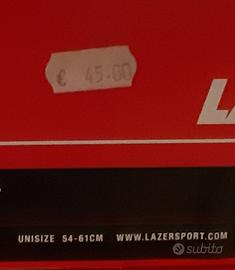 € 45.00
LA
UNISIZE 54-61CM WWW.LAZERSPORT.COM
subito